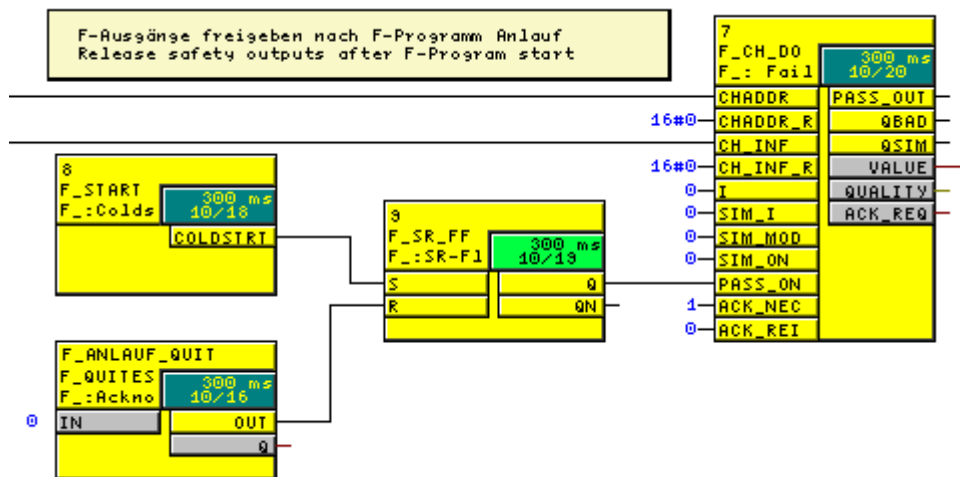 F-Ausgänge freigeben nach F-Programm Anlauf
Release safety outputs after F-Program start
7
F_CH_DO
F_: Fail
300 ms
10/20
CHADDR
PASS_OUT
16#0
CHADDR_R
QBAD
CH_INF
QSIM
16#0
CH_INF_R
VALUE
0
I
QUALITY
0
SIM_I
ACK_REQ
0
SIM_MOD
0
SIM_ON
PASS_ON
1
ACK_NEC
0
ACK_REI
8
F_START
F_:Colds
300 ms
10/18
COLDSTRT
9
F_SR_FF
F_:SR-Fl
300 ms
10/19
S
Q
R
QN
F_ANLAUF_QUIT
F_QUITES
F_:Ackno
300 ms
10/16
0
IN
OUT
Q